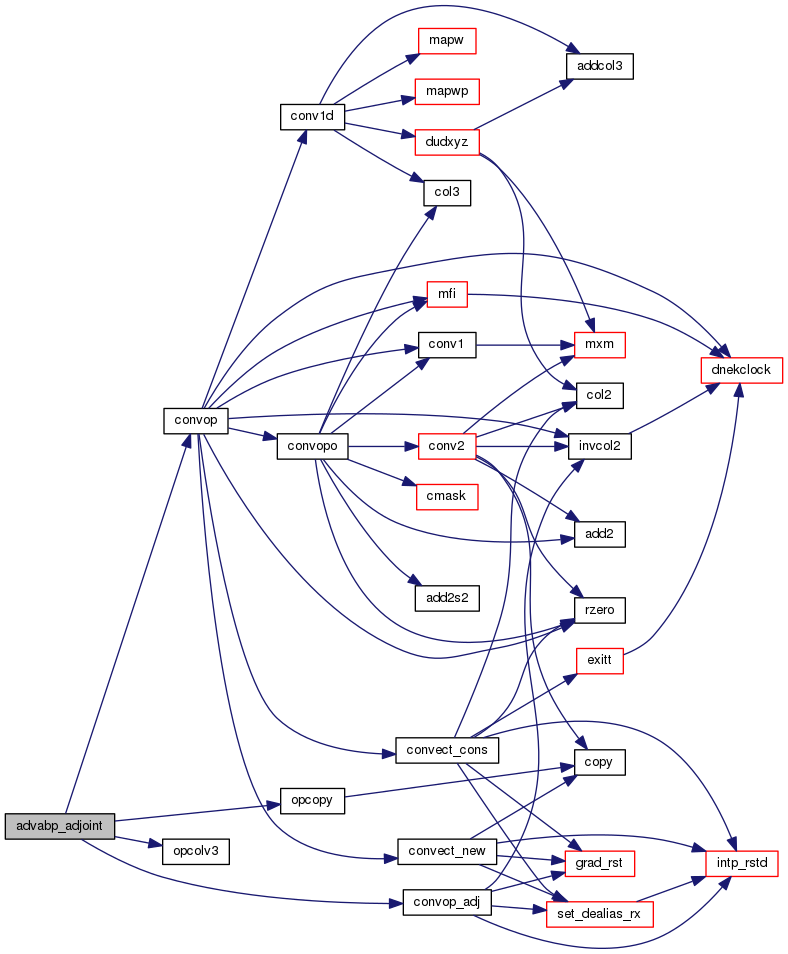 mapw
addcol3
mapwp
conv1d
dudxyz
col3
mfi
conv1
mxm
dnekclock
col2
convop
convopo
conv2
invcol2
cmask
add2
add2s2
rzero
exitt
convect_cons
copy
opcopy
advabp_adjoint
opcolv3
convect_new
grad_rst
intp_rstd
convop_adj
set_dealias_rx